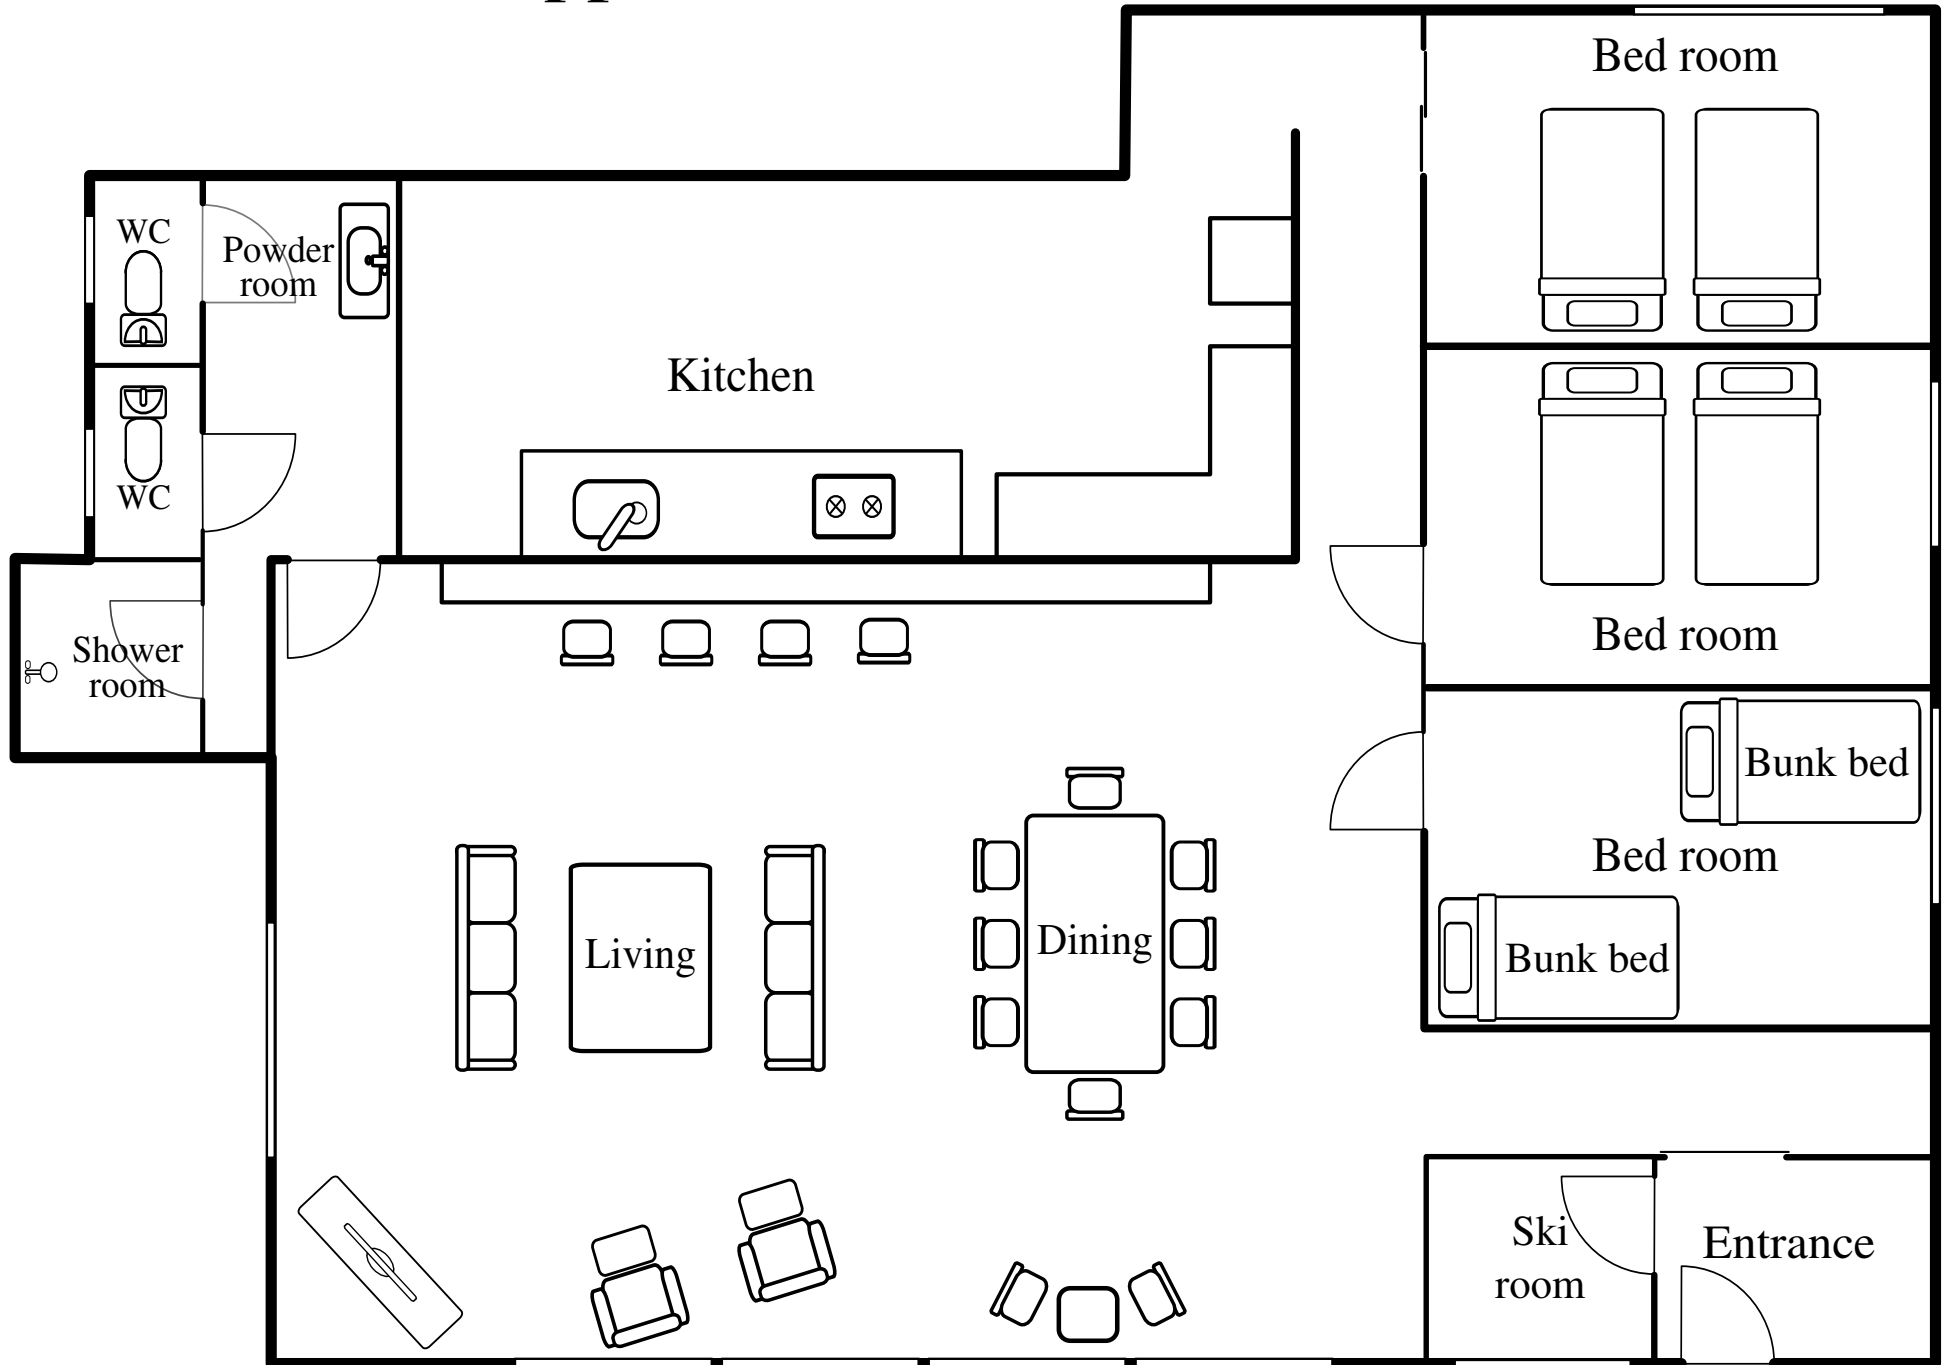 Bed room
WC
Powder
room
Kitchen
WC
Bed room
Shower
room
Bunk bed
Bed room
Living
Dining
Bunk bed
Ski
room
Entrance